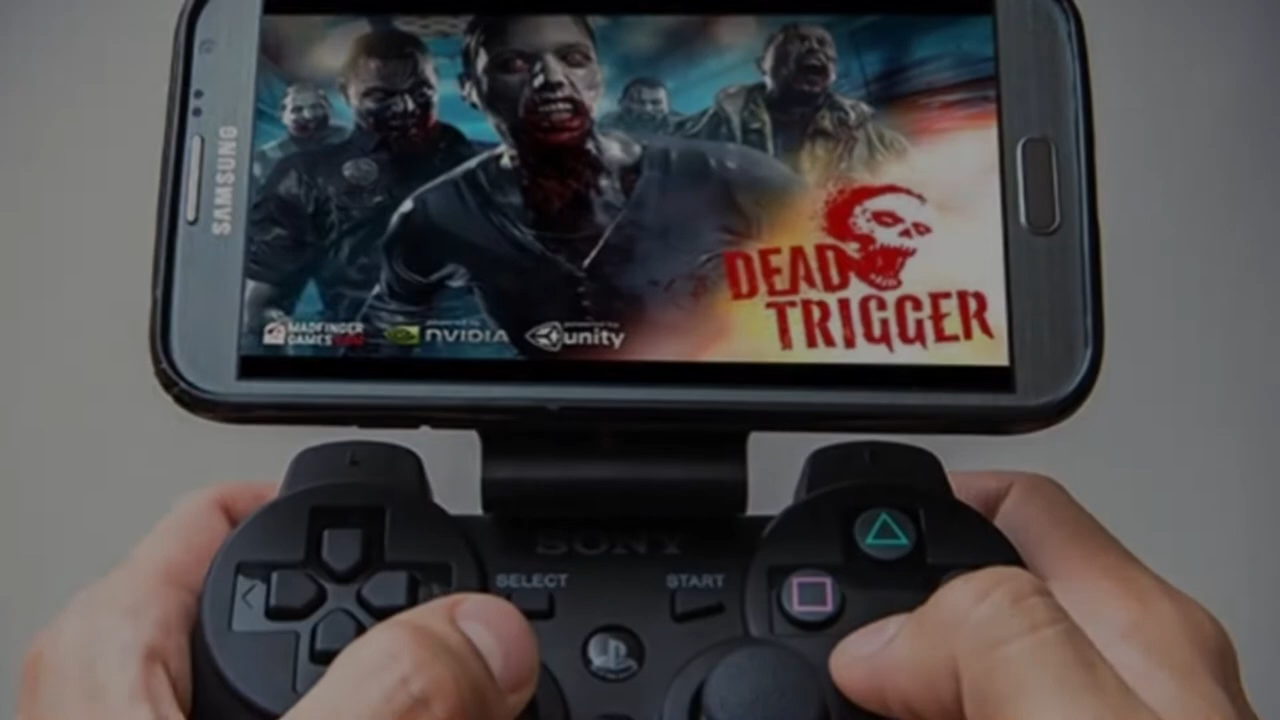 SAMSUNG
DEAD
TRIGGER
MADFINGER
GAMES
NVIDIA
unity
SONY
SELECT
START